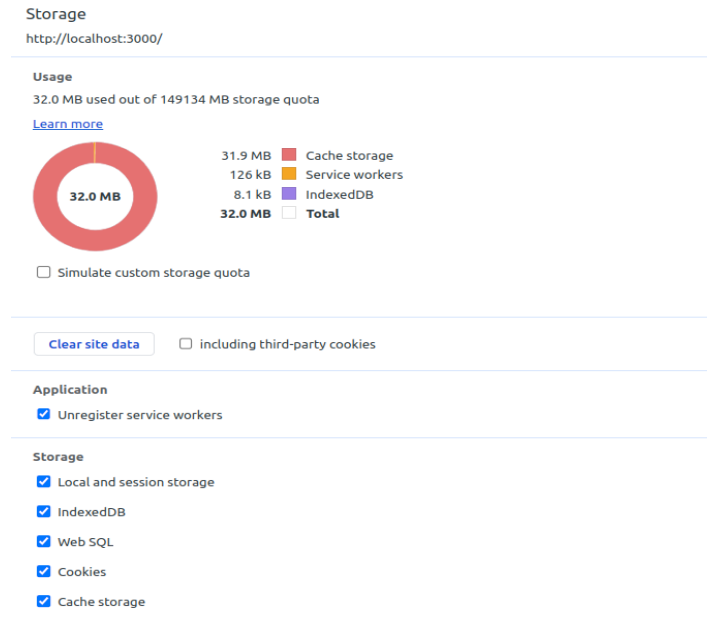 Storage
http://localhost:3000/
Usage
32.0 MB used out of 149134 MB storage quota
Learn more
32.0 MB
31.9 MB Cache storage
126 kB Service workers
8.1 kB IndexedDB
32.0 MB Total
Simulate custom storage quota
Clear site data including third-party cookies
Application
Unregister service workers
Storage
Local and session storage
IndexedDB
Web SQL
Cookies
Cache storage